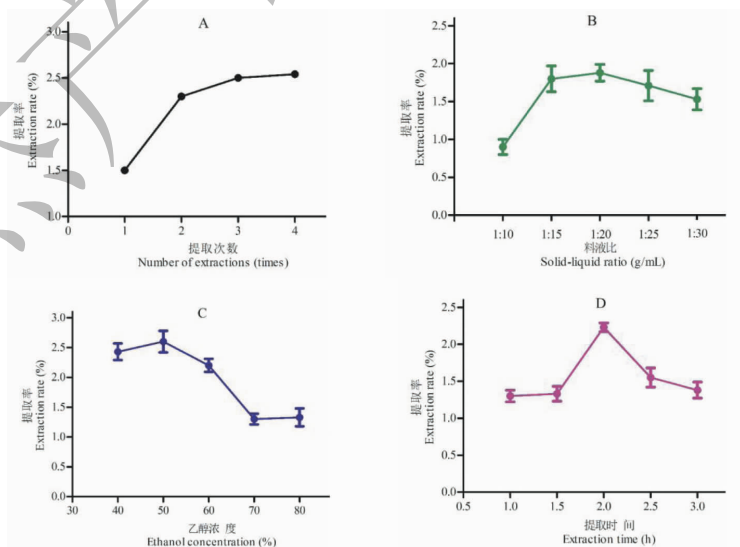 A
3.0
2.5
2.0
1.5
1.0
提取率
Extraction rate (%)
0 1 2 3 4
提取次数
Number of extractions (times)
B
2.5
2.0
1.5
1.0
0.5
0.0
提取率
Extraction rate (%)
1:10 1:15 1:20 1:25 1:30
料液比
Solid-liquid ratio (g/mL)
C
3.0
2.5
2.0
1.5
1.0
0.5
0.0
提取率
Extraction rate (%)
30 40 50 60 70 80
乙醇浓 度
Ethanol concentration (%)
D
2.5
2.0
1.5
1.0
0.5
0.0
提取率
Extraction rate (%)
0.5 1.0 1.5 2.0 2.5 3.0
提取时 间
Extraction time (h)